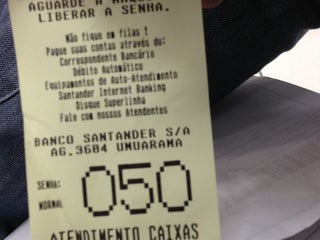 AGUARDE A MAQUINA
LIBERAR A SENHA.
Não fique em filas !
Pague suas contas através do:
Correspondente Bancário
Débito Automático
Equipamentos de Auto-Atendimento
Santander Internet Banking
Disque Superlinha
Fale com nossos Atendentes
BANCO SANTANDER S/A
AG.3604 UMUARAMA
SENHA: 050
NORMAL
ATENDIMENTO CAIXAS